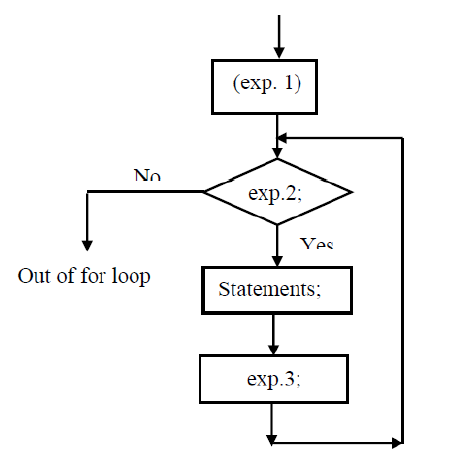 (exp. 1)
No
exp.2;
Yes
Out of for loop
Statements;
exp.3;